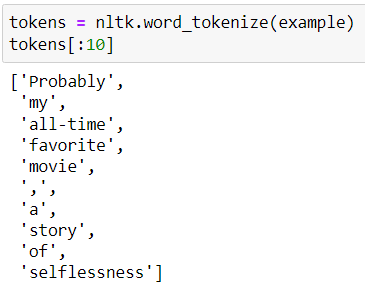 tokens = nltk.word_tokenize(example)
tokens[:10]
['Probably',
'my',
'all-time',
'favorite',
'movie',
',',
'a',
'story',
'of',
'selflessness']